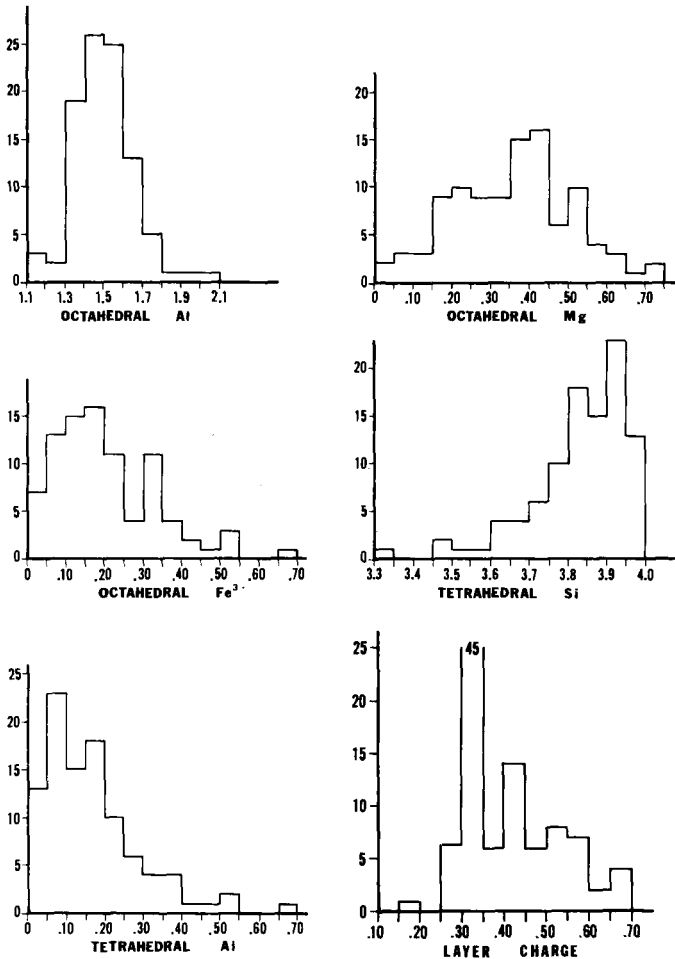 25
20
15
10
5
0
1.1 1.3 1.5 1.7 1.9 2.1
OCTAHEDRAL Al
20
15
10
5
0
0 .20 .30 .40 .50 .60 .70
OCTAHEDRAL Mg
15
10
5
0
0 .10 .20 .30 .40 .50 .60 .70
OCTAHEDRAL Fe³·
20
15
10
5
0
3.3 3.5 3.6 3.7 3.8 3.9 4.0
TETRAHEDRAL Si
25
20
15
10
5
0
0 .10 .20 .30 .40 .50 .60 .70
TETRAHEDRAL Al
45
25
20
15
10
5
0
.10 .20 .30 .40 .50 .60 .70
LAYER CHARGE